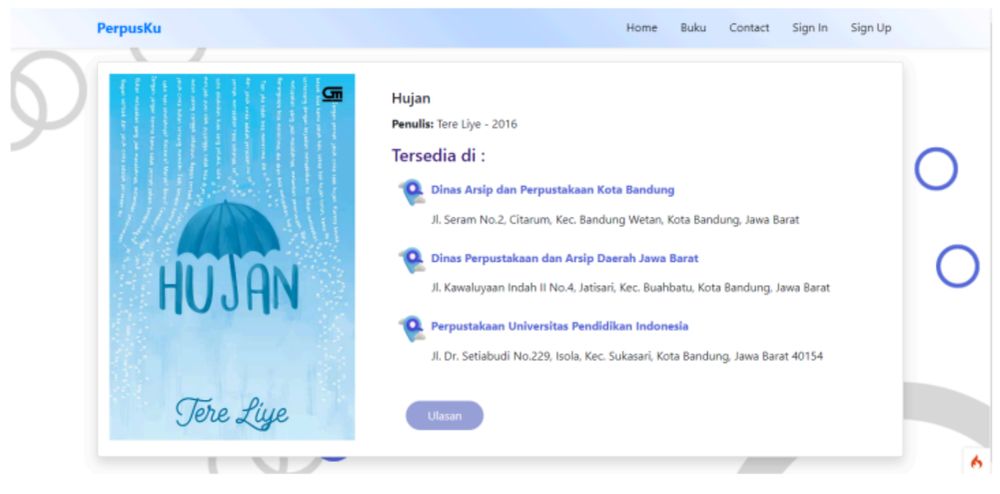 PerpusKu
Home Buku Contact Sign In Sign Up
HUJAN
Tere Liye
Hujan
Penulis: Tere Liye - 2016
Tersedia di :
Dinas Arsip dan Perpustakaan Kota Bandung
Jl. Seram No.2, Citarum, Kec. Bandung Wetan, Kota Bandung, Jawa Barat
Dinas Perpustakaan dan Arsip Daerah Jawa Barat
Jl. Kawaluyaan Indah II No.4, Jatisari, Kec. Buahbatu, Kota Bandung, Jawa Barat
Perpustakaan Universitas Pendidikan Indonesia
Jl. Dr. Setiabudi No.229, Isola, Kec. Sukasari, Kota Bandung, Jawa Barat 40154
Ulasan